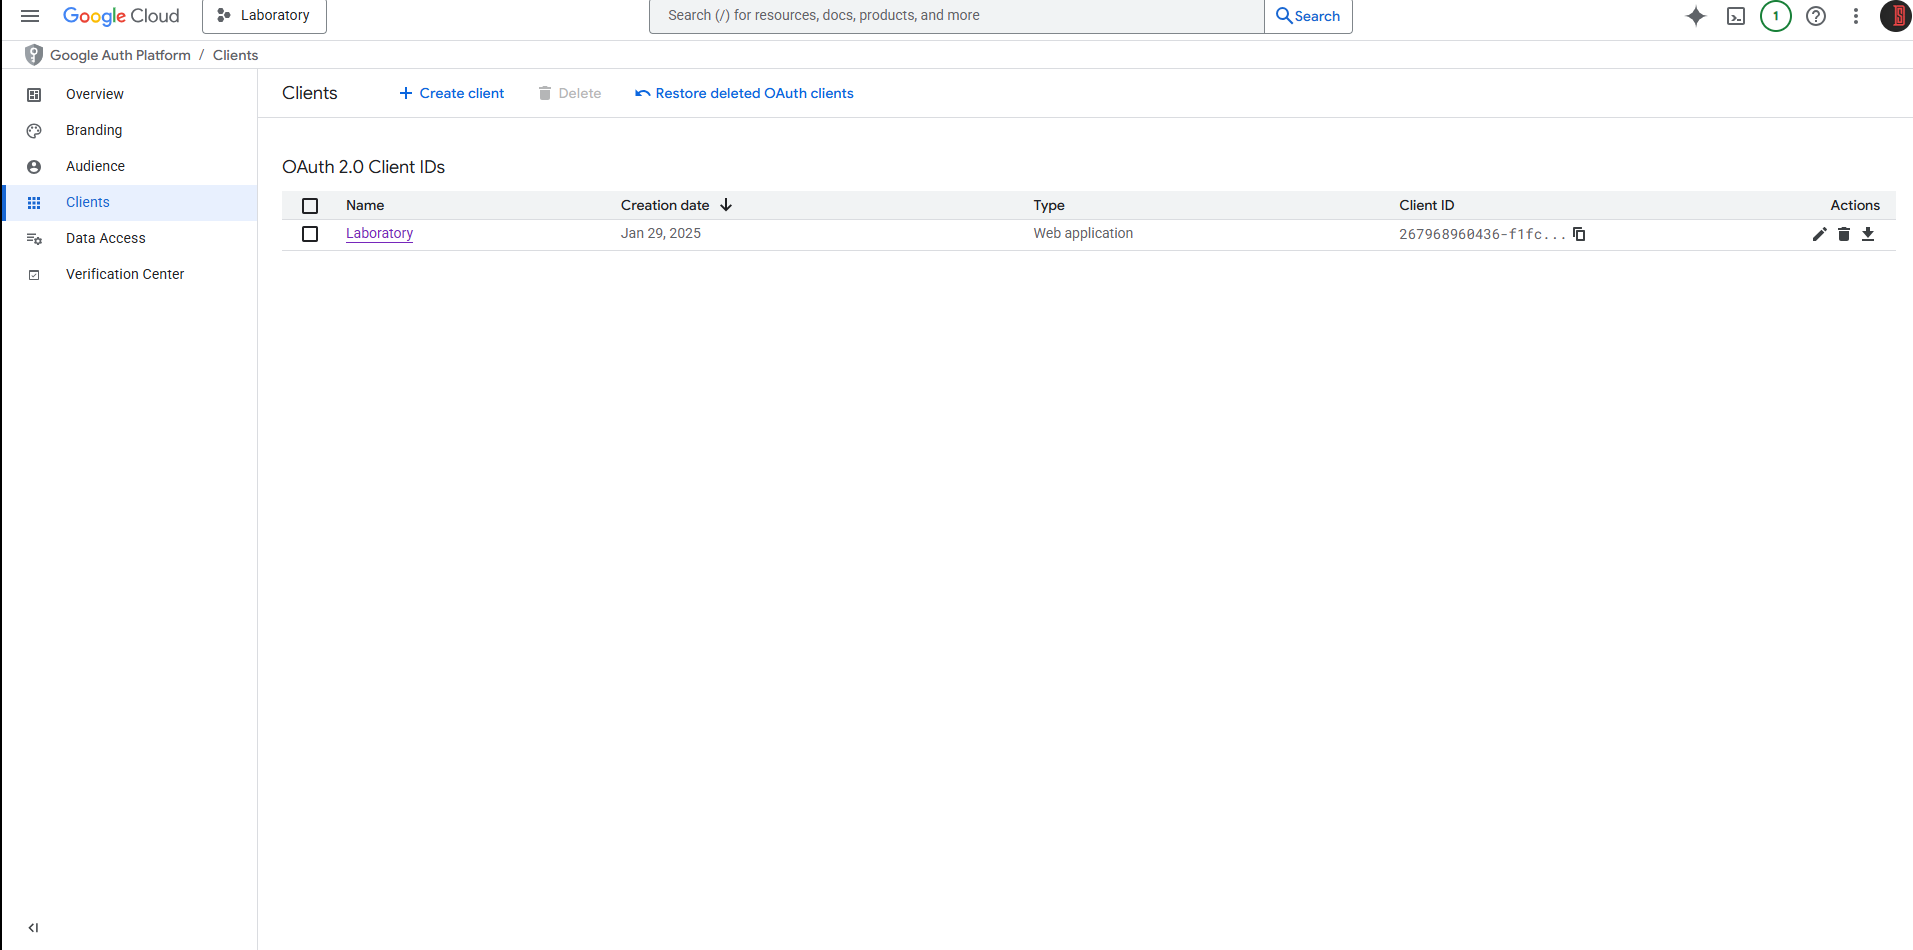 Google Cloud
Laboratory
Search (/) for resources, docs, products, and more
Search
1
Google Auth Platform / Clients
Overview
Branding
Audience
Clients
Data Access
Verification Center
Clients
Create client
Delete
Restore deleted OAuth clients
OAuth 2.0 Client IDs
Name Creation date Type Client ID Actions
Laboratory Jan 29, 2025 Web application 267968960436-f1fc...